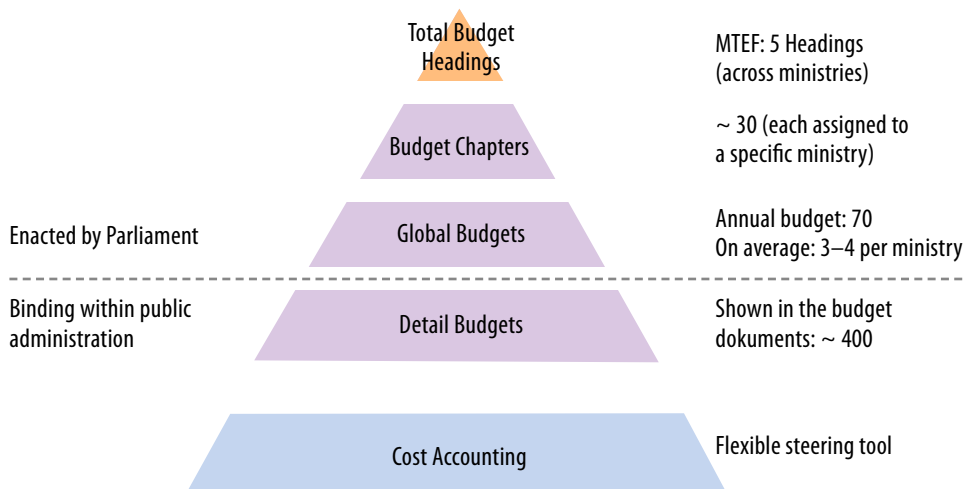 Total Budget
Headings
MTEF: 5 Headings
(across ministries)
Budget Chapters
~ 30 (each assigned to
a specific ministry)
Enacted by Parliament
Global Budgets
Annual budget: 70
On average: 3–4 per ministry
Binding within public
administration
Detail Budgets
Shown in the budget
dokuments: ~ 400
Cost Accounting
Flexible steering tool